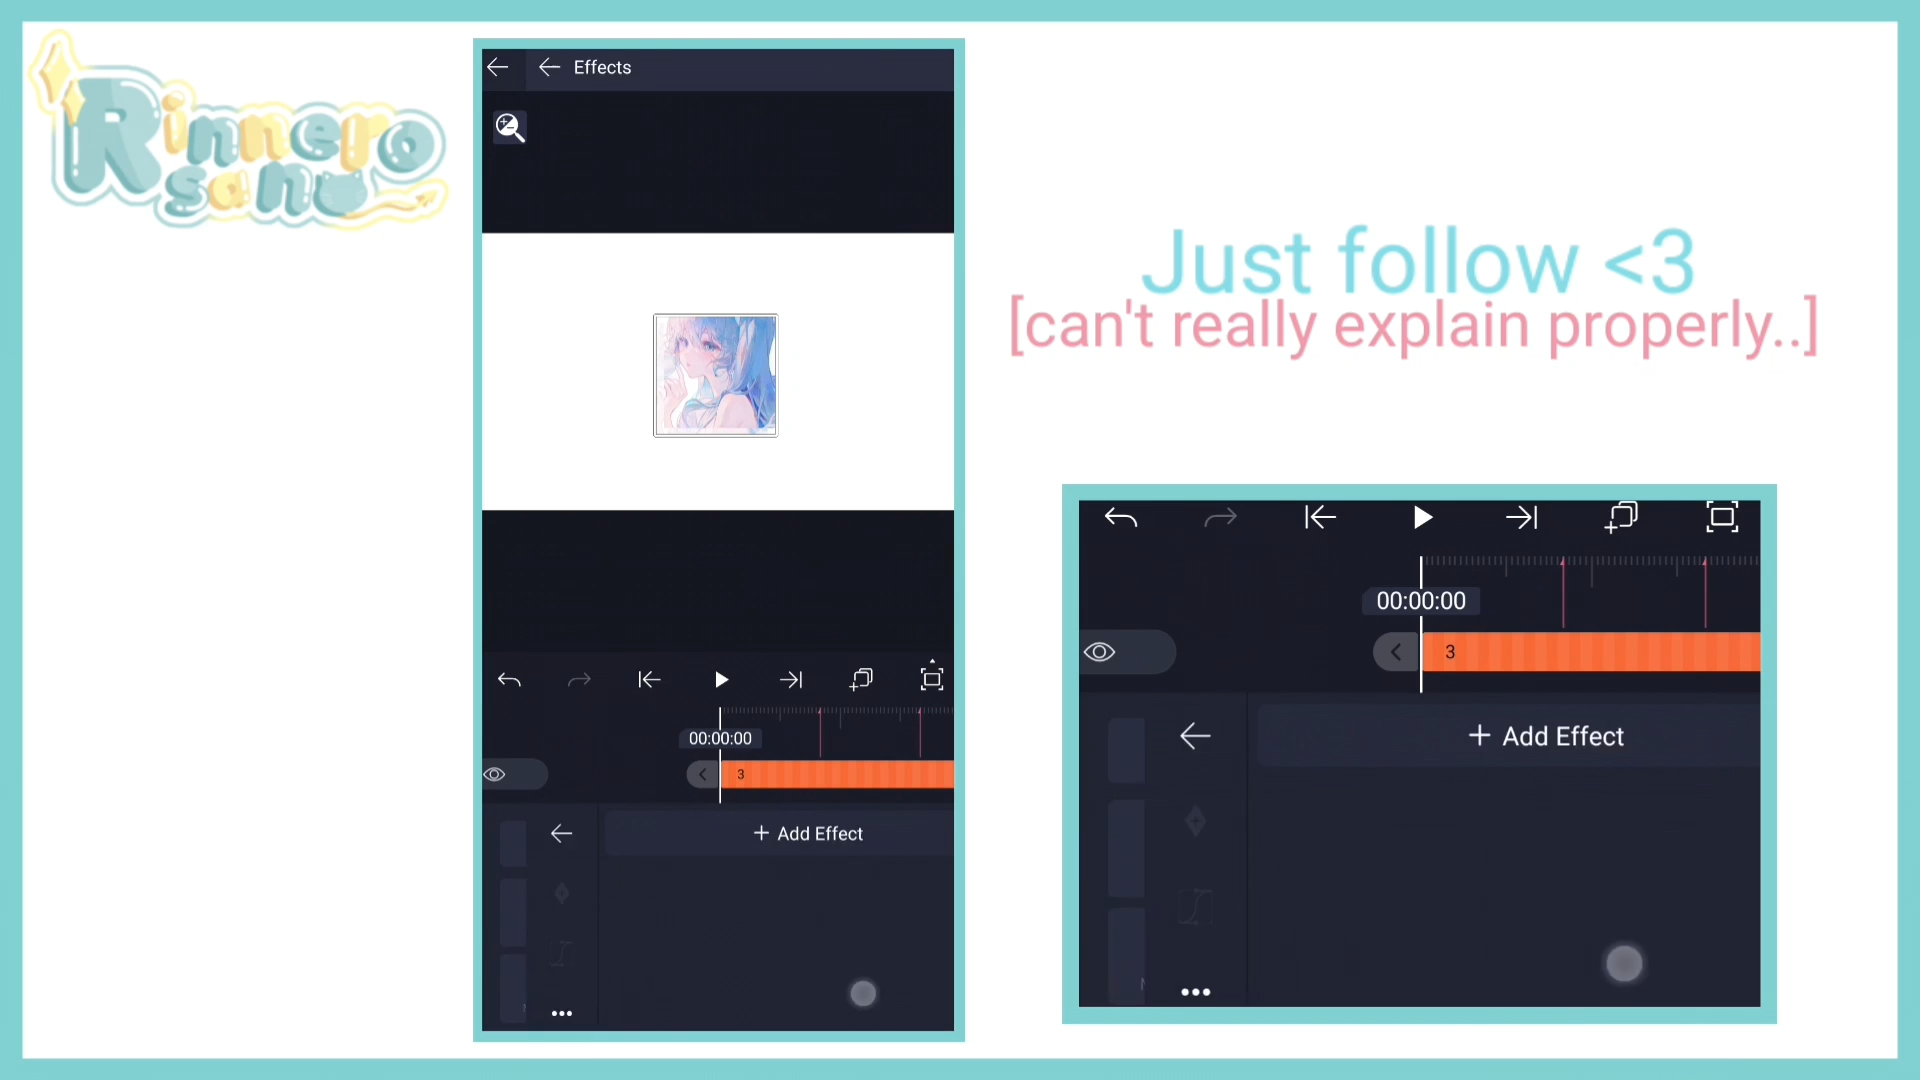 Rinnero
san
Effects
Just follow <3
[can't really explain properly..]
00:00:00
3
+ Add Effect
00:00:00
3
+ Add Effect